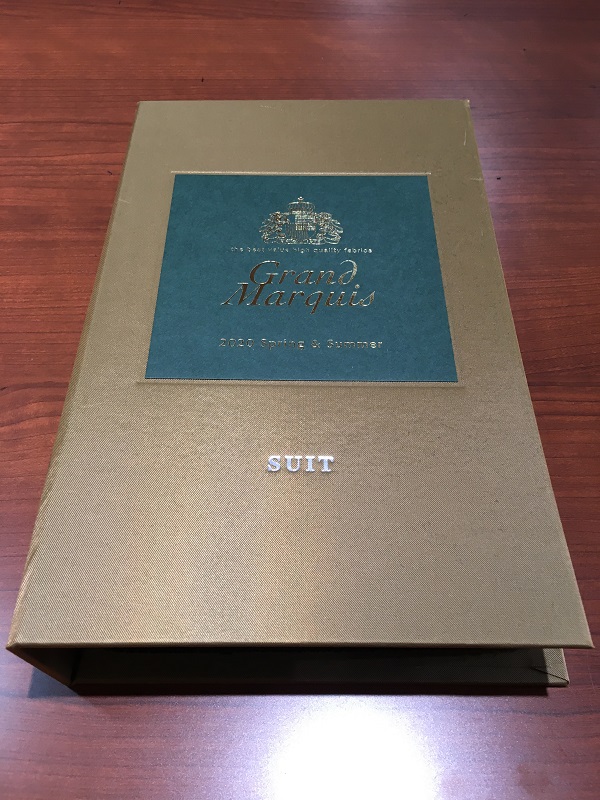 the best value high quality fabrics
Grand
Marquis
2020 Spring & Summer
SUIT